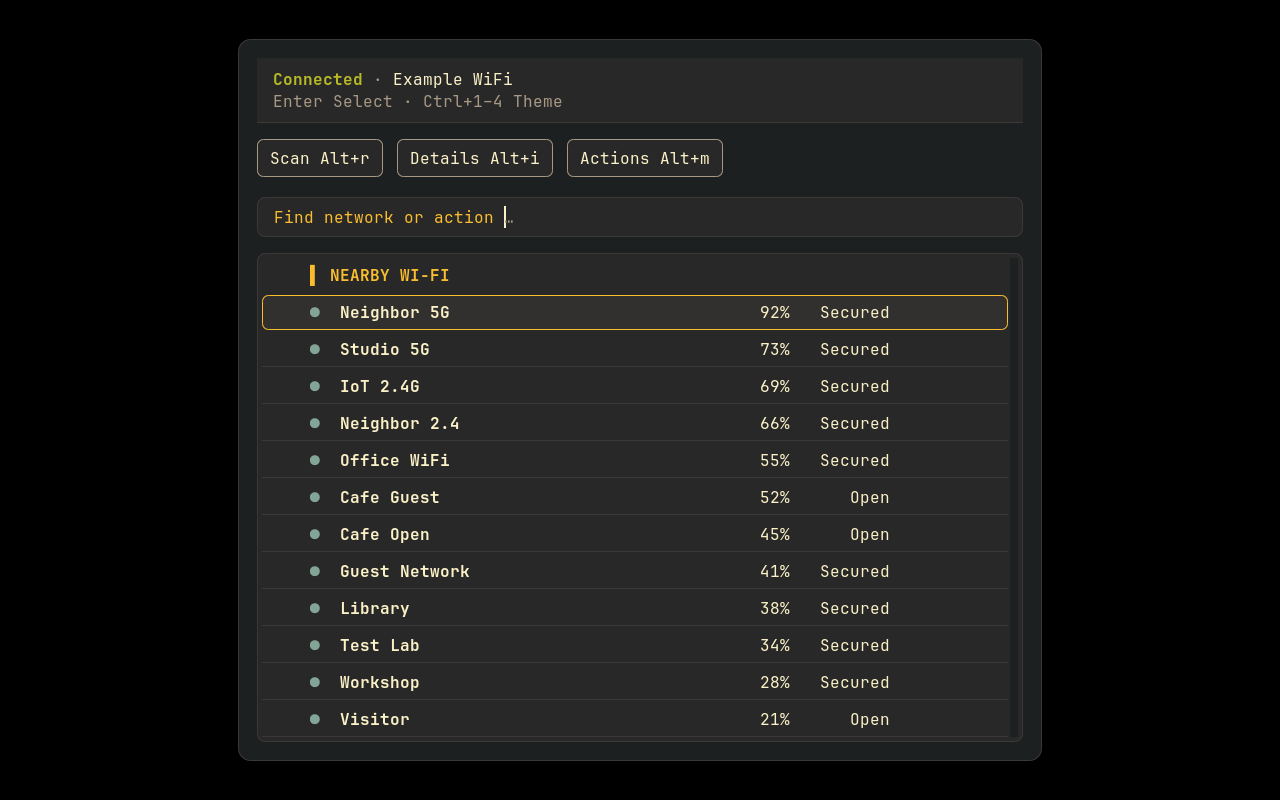 Connected · Example WiFi
Enter Select · Ctrl+1–4 Theme
Scan Alt+r Details Alt+i Actions Alt+m
Find network or action …
NEARBY WI-FI
Neighbor 5G 92% Secured
Studio 5G 73% Secured
IoT 2.4G 69% Secured
Neighbor 2.4 66% Secured
Office WiFi 55% Secured
Cafe Guest 52% Open
Cafe Open 45% Open
Guest Network 41% Secured
Library 38% Secured
Test Lab 34% Secured
Workshop 28% Secured
Visitor 21% Open